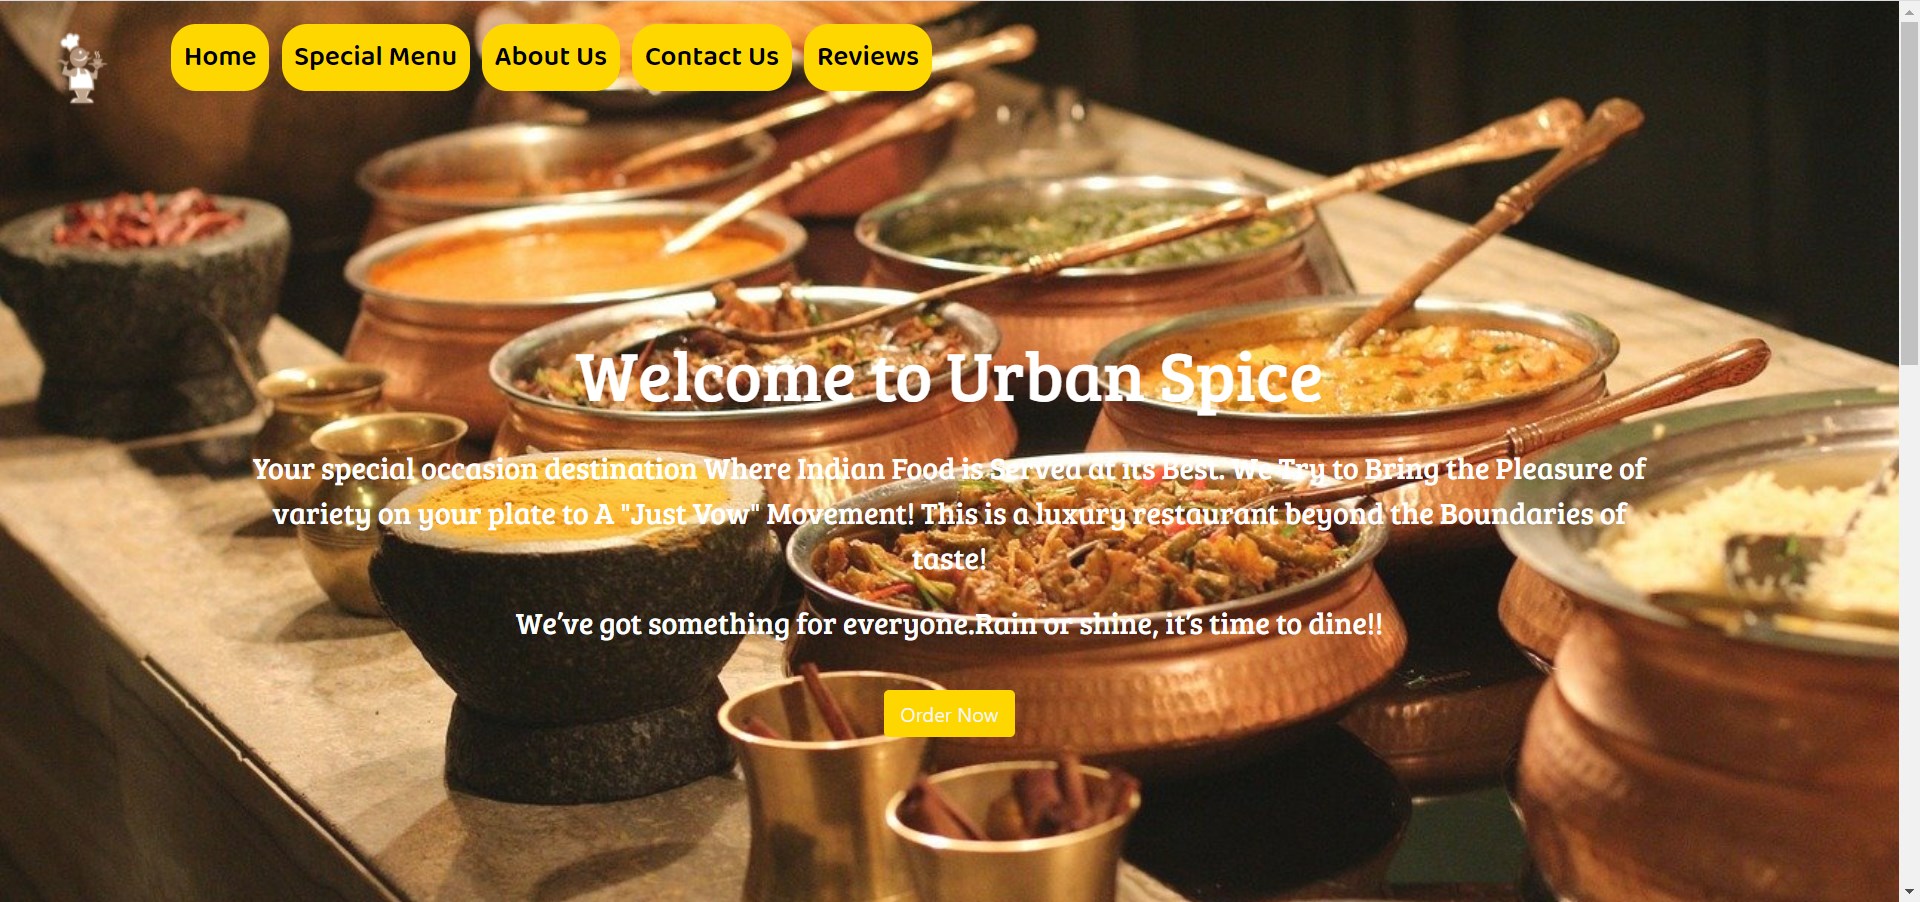 Home Special Menu About Us Contact Us Reviews
Welcome to Urban Spice
Your special occasion destination Where Indian Food is Served at its Best. We Try to Bring the Pleasure of
variety on your plate to A "Just Vow" Movement! This is a luxury restaurant beyond the Boundaries of
taste!
We’ve got something for everyone.Rain or shine, it’s time to dine!!
Order Now